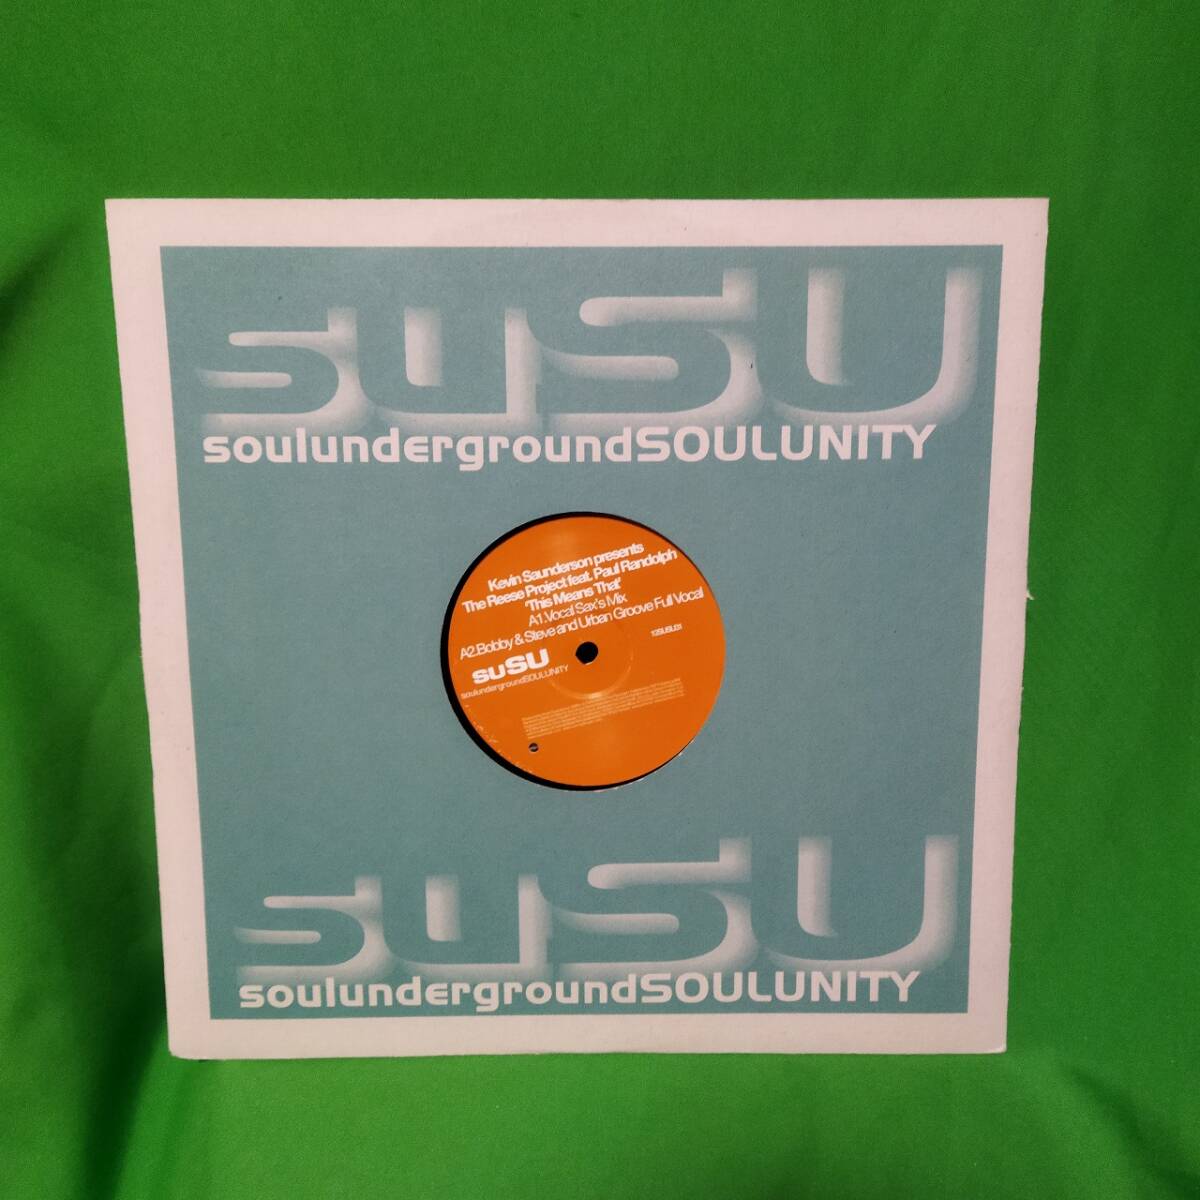 suSU
soulundergroundSOULUNITY
Kevin Saunderson presents
The Reese Project feat. Paul Randolph
'This Means That'
A1.Vocal Sax's Mix
A2.Bobby & Steve and Urban Groove Full Vocal
suSU
soulundergroundSOULUNITY
suSU
soulundergroundSOULUNITY